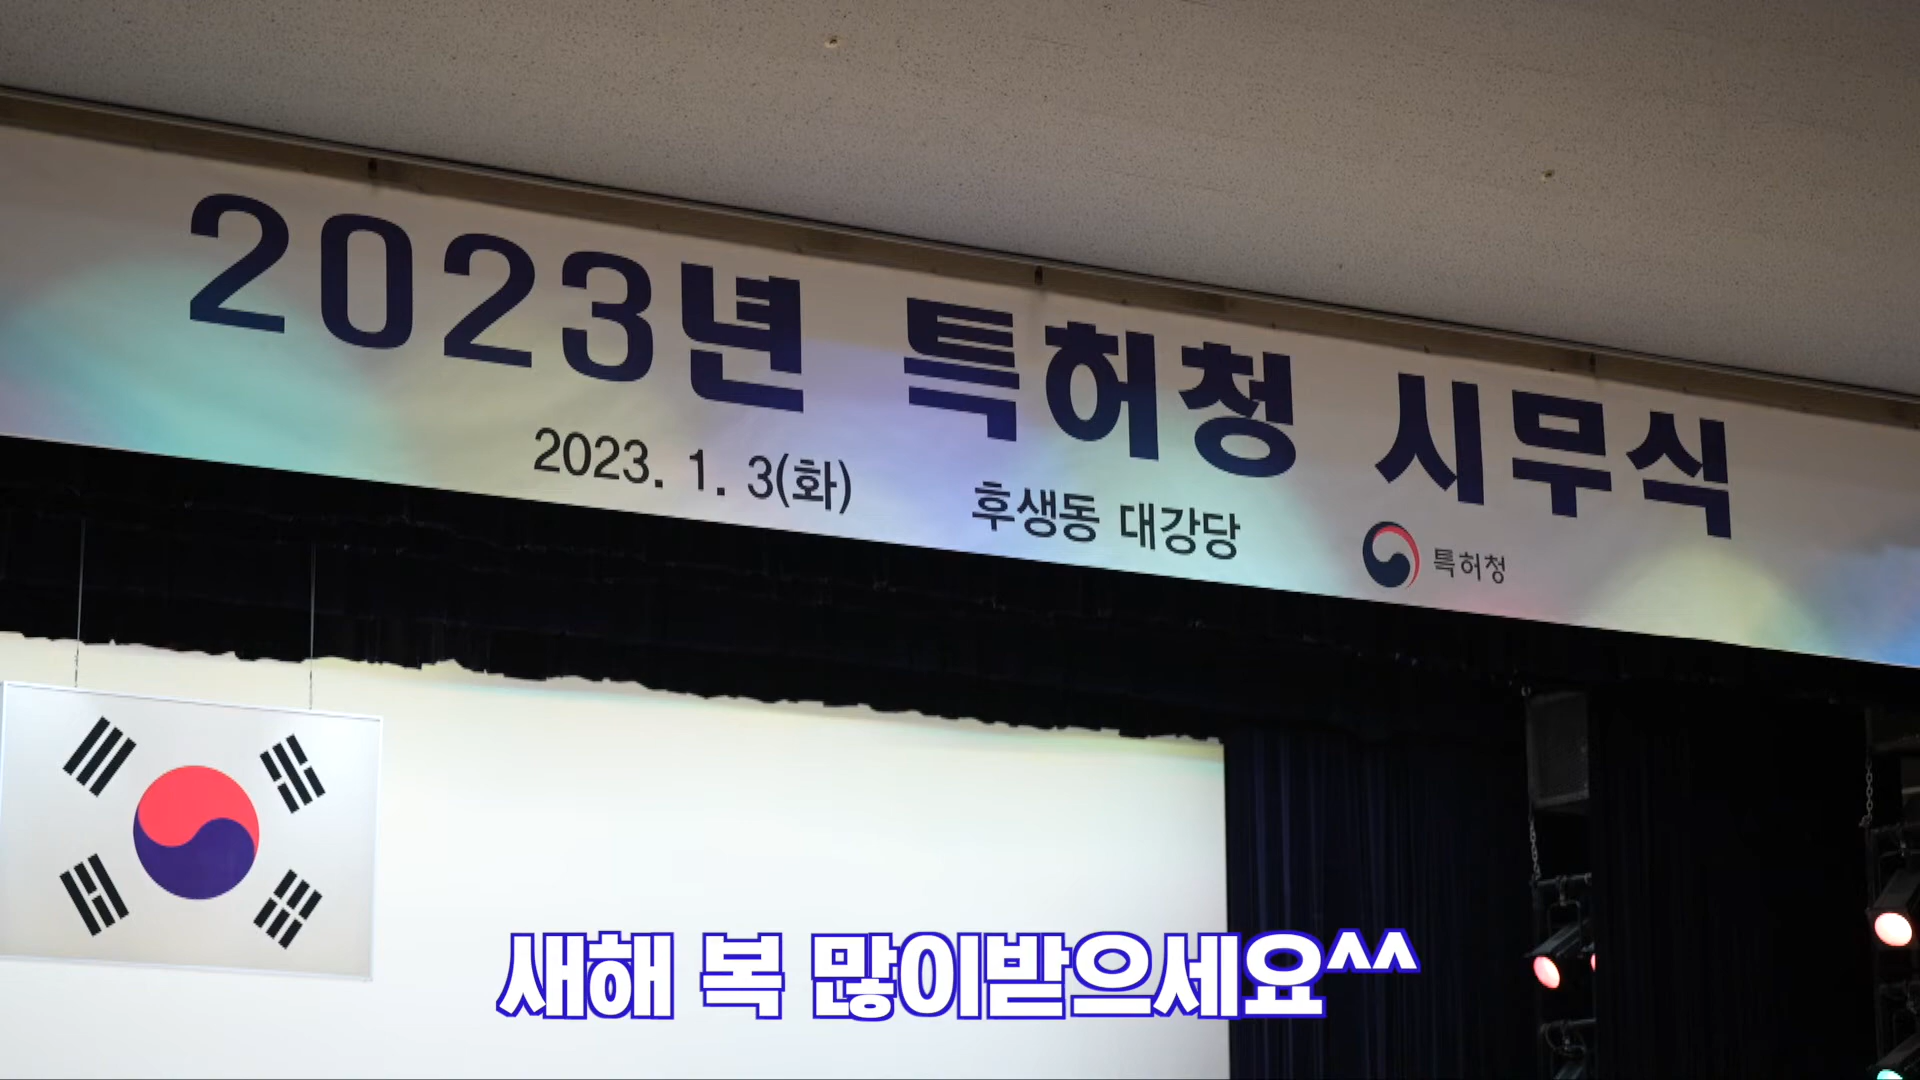 2023년 특허청 시무식
2023. 1. 3(화) 후생동 대강당 특허청
새해 복 많이받으세요^^